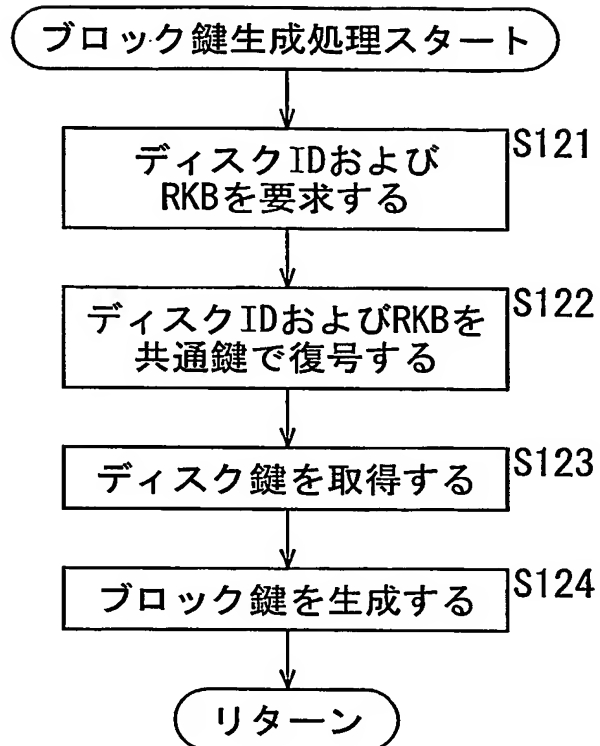 ブロック鍵生成処理スタート
ディスクIDおよび
RKBを要求する
S121
ディスクIDおよびRKBを
共通鍵で復号する
S122
ディスク鍵を取得する
S123
ブロック鍵を生成する
S124
リターン